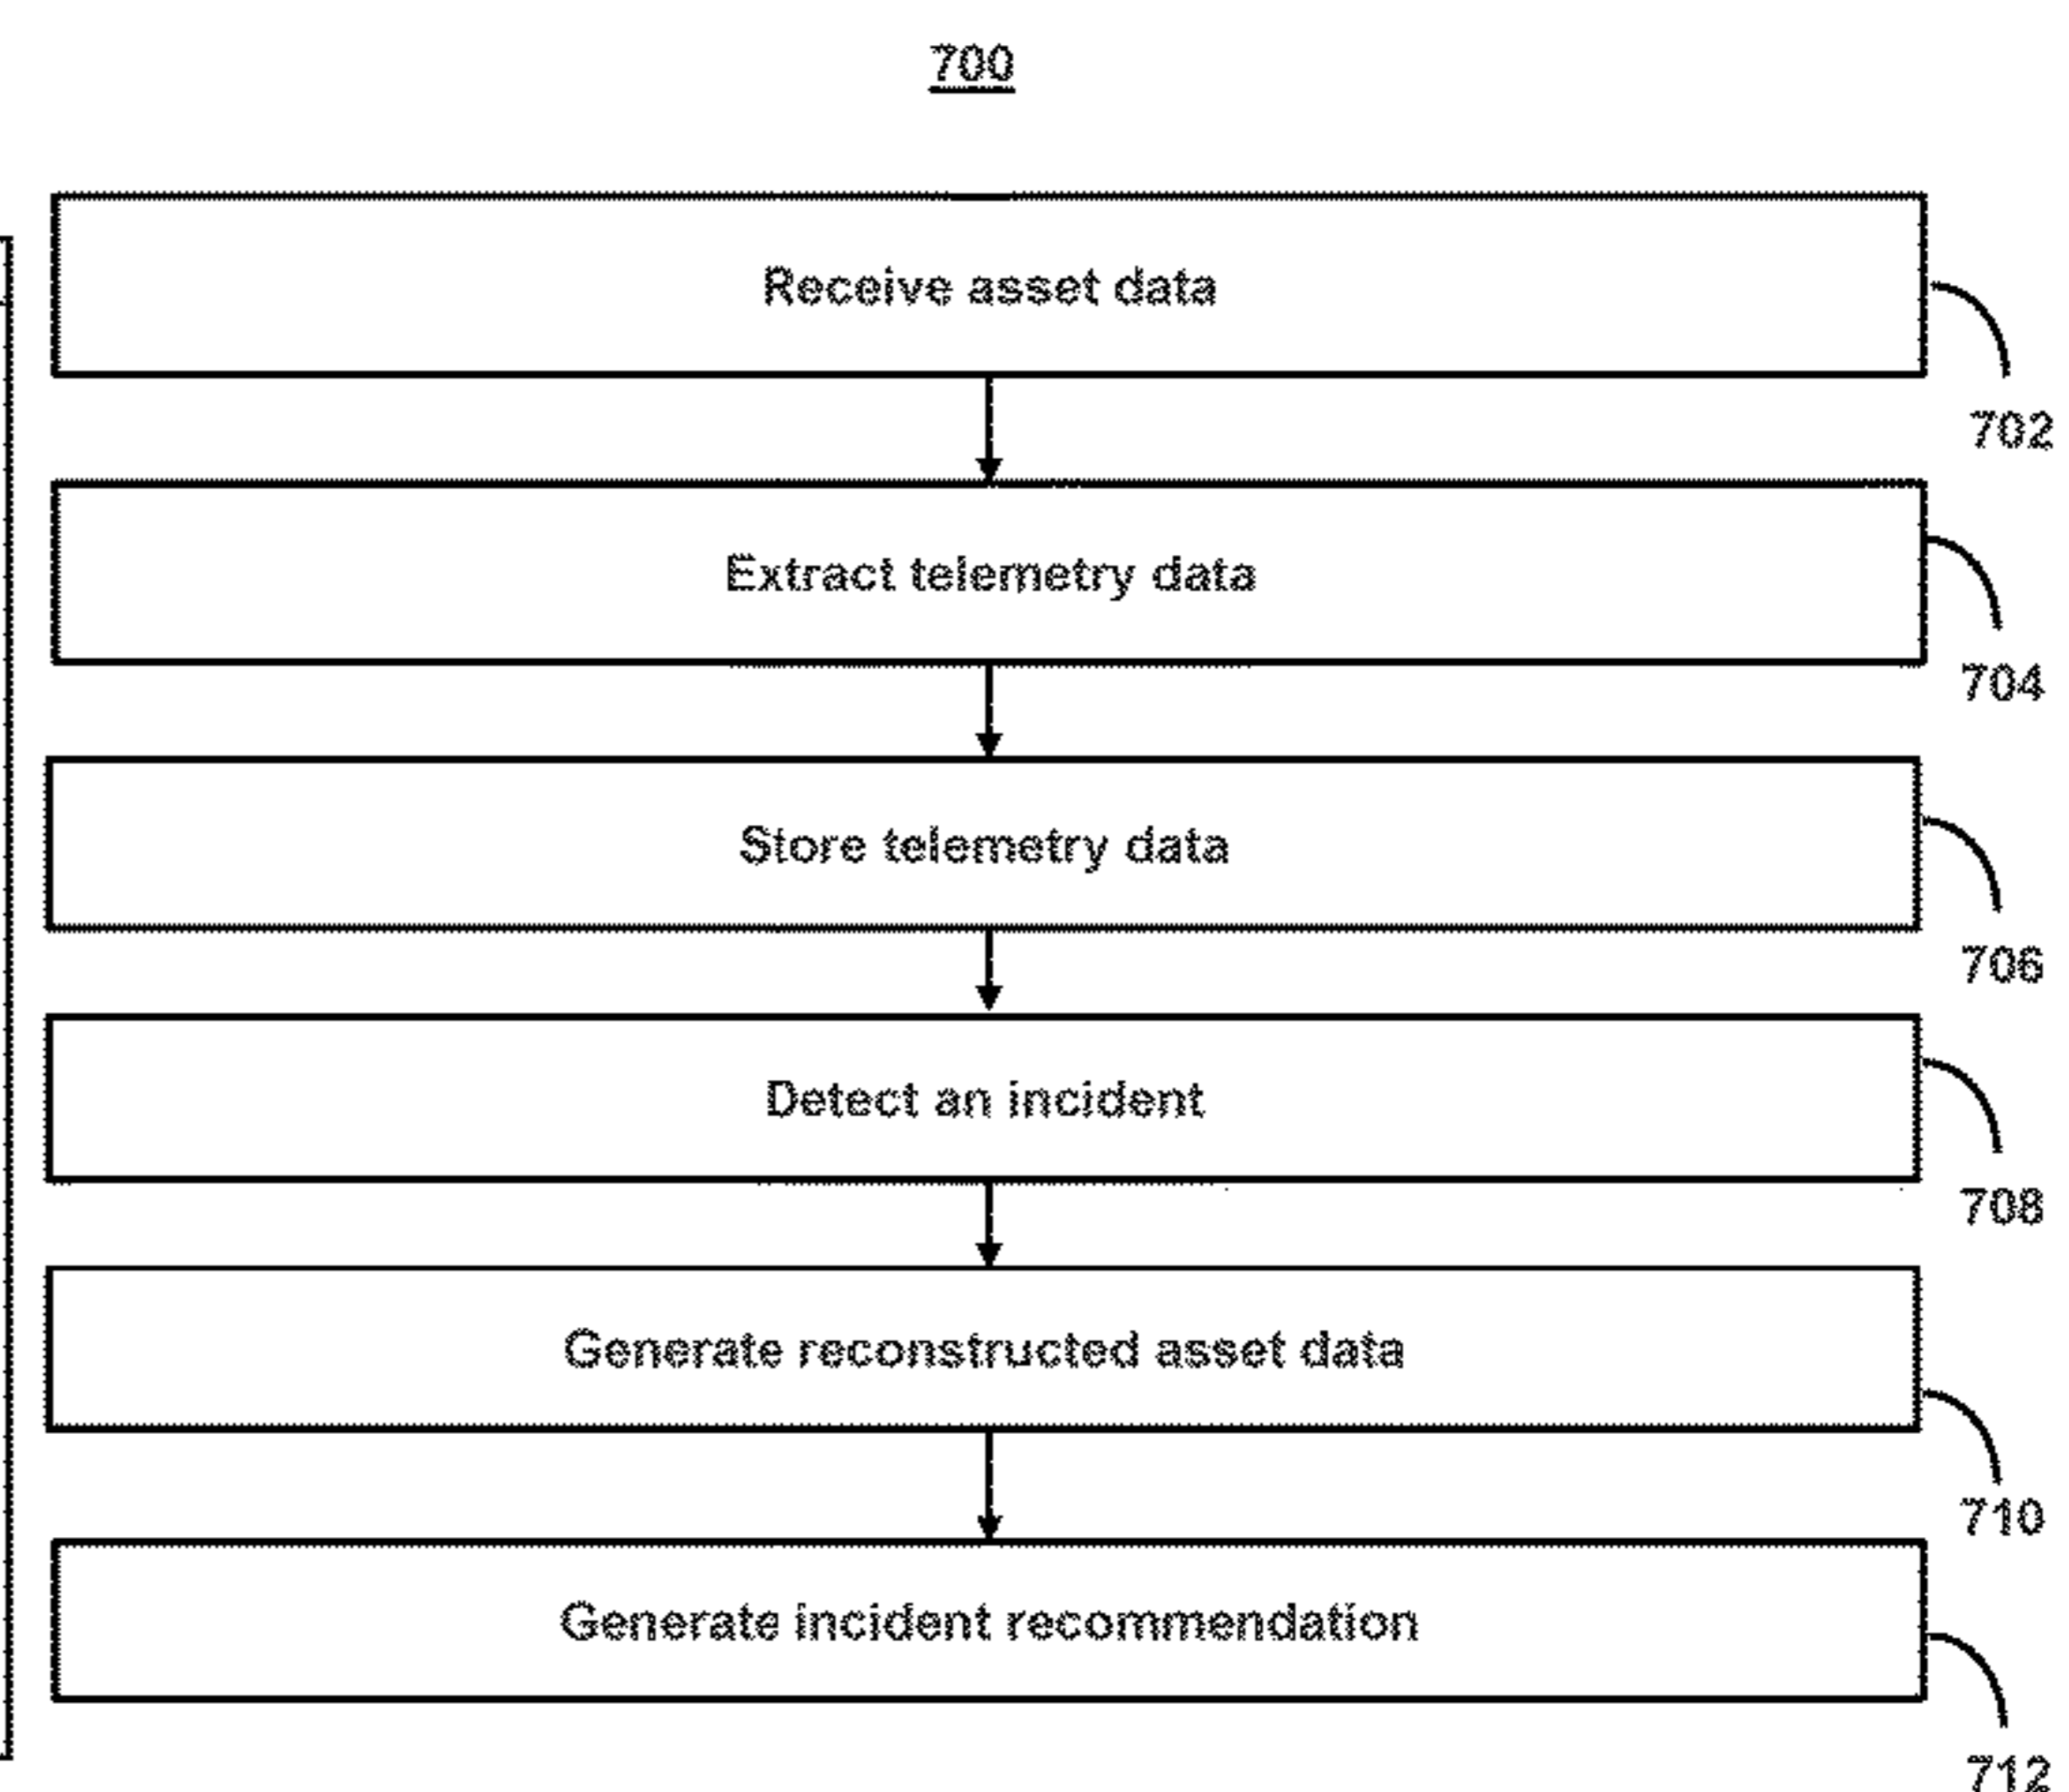 700
Receive asset data
702
Extract telemetry data
704
Store telemetry data
706
Detect an incident
708
Generate reconstructed asset data
710
Generate incident recommendation
712